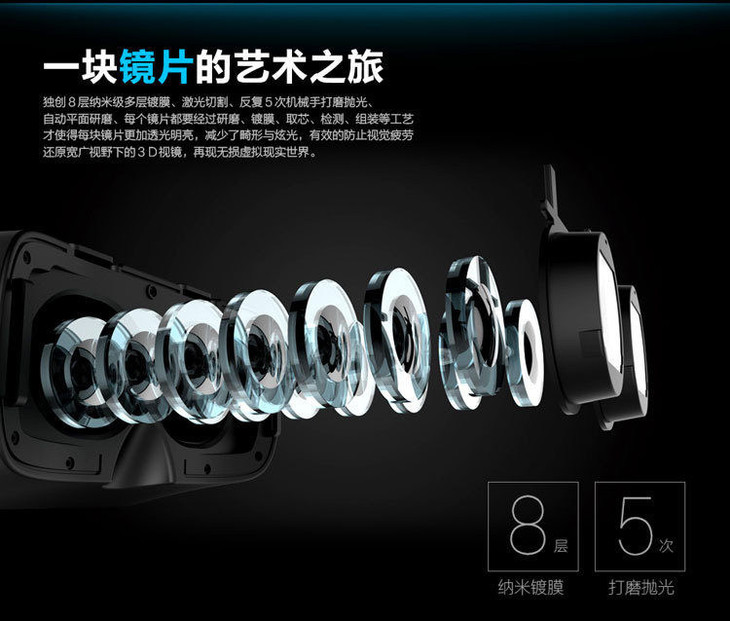 一块镜片的艺术之旅
独创8层纳米级多层镀膜、激光切割、反复5次机械手打磨抛光、
自动平面研磨、每个镜片都要经过研磨、镀膜、取芯、检测、组装等工艺
才使得每块镜片更加透光明亮，减少了畸形与炫光，有效的防止视觉疲劳
还原宽广视野下的3D视镜，再现无损虚拟现实世界。
8层
纳米镀膜
5次
打磨抛光